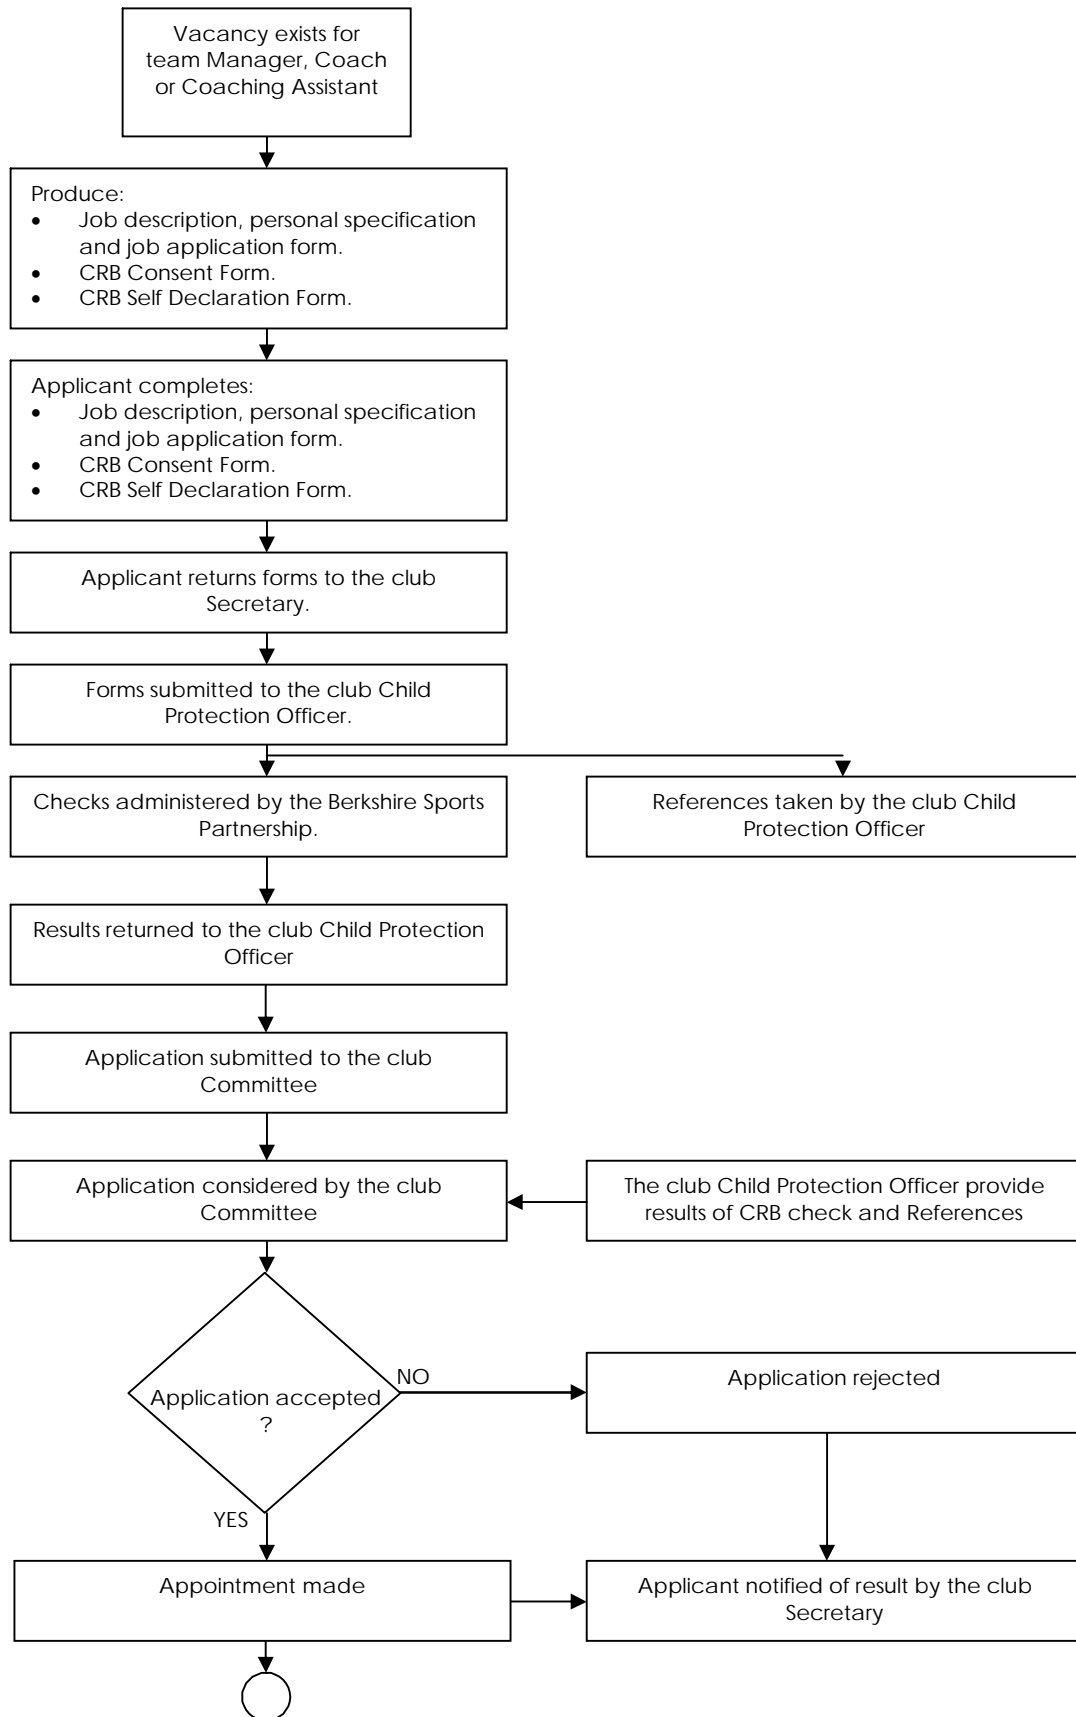 Vacancy exists for
team Manager, Coach
or Coaching Assistant
Produce:
• Job description, personal specification
and job application form.
• CRB Consent Form.
• CRB Self Declaration Form.
Applicant completes:
• Job description, personal specification
and job application form.
• CRB Consent Form.
• CRB Self Declaration Form.
Applicant returns forms to the club
Secretary.
Forms submitted to the club Child
Protection Officer.
Checks administered by the Berkshire Sports
Partnership.
References taken by the club Child
Protection Officer
Results returned to the club Child Protection
Officer
Application submitted to the club
Committee
Application considered by the club
Committee
The club Child Protection Officer provide
results of CRB check and References
Application accepted
?
NO
Application rejected
YES
Appointment made
Applicant notified of result by the club
Secretary